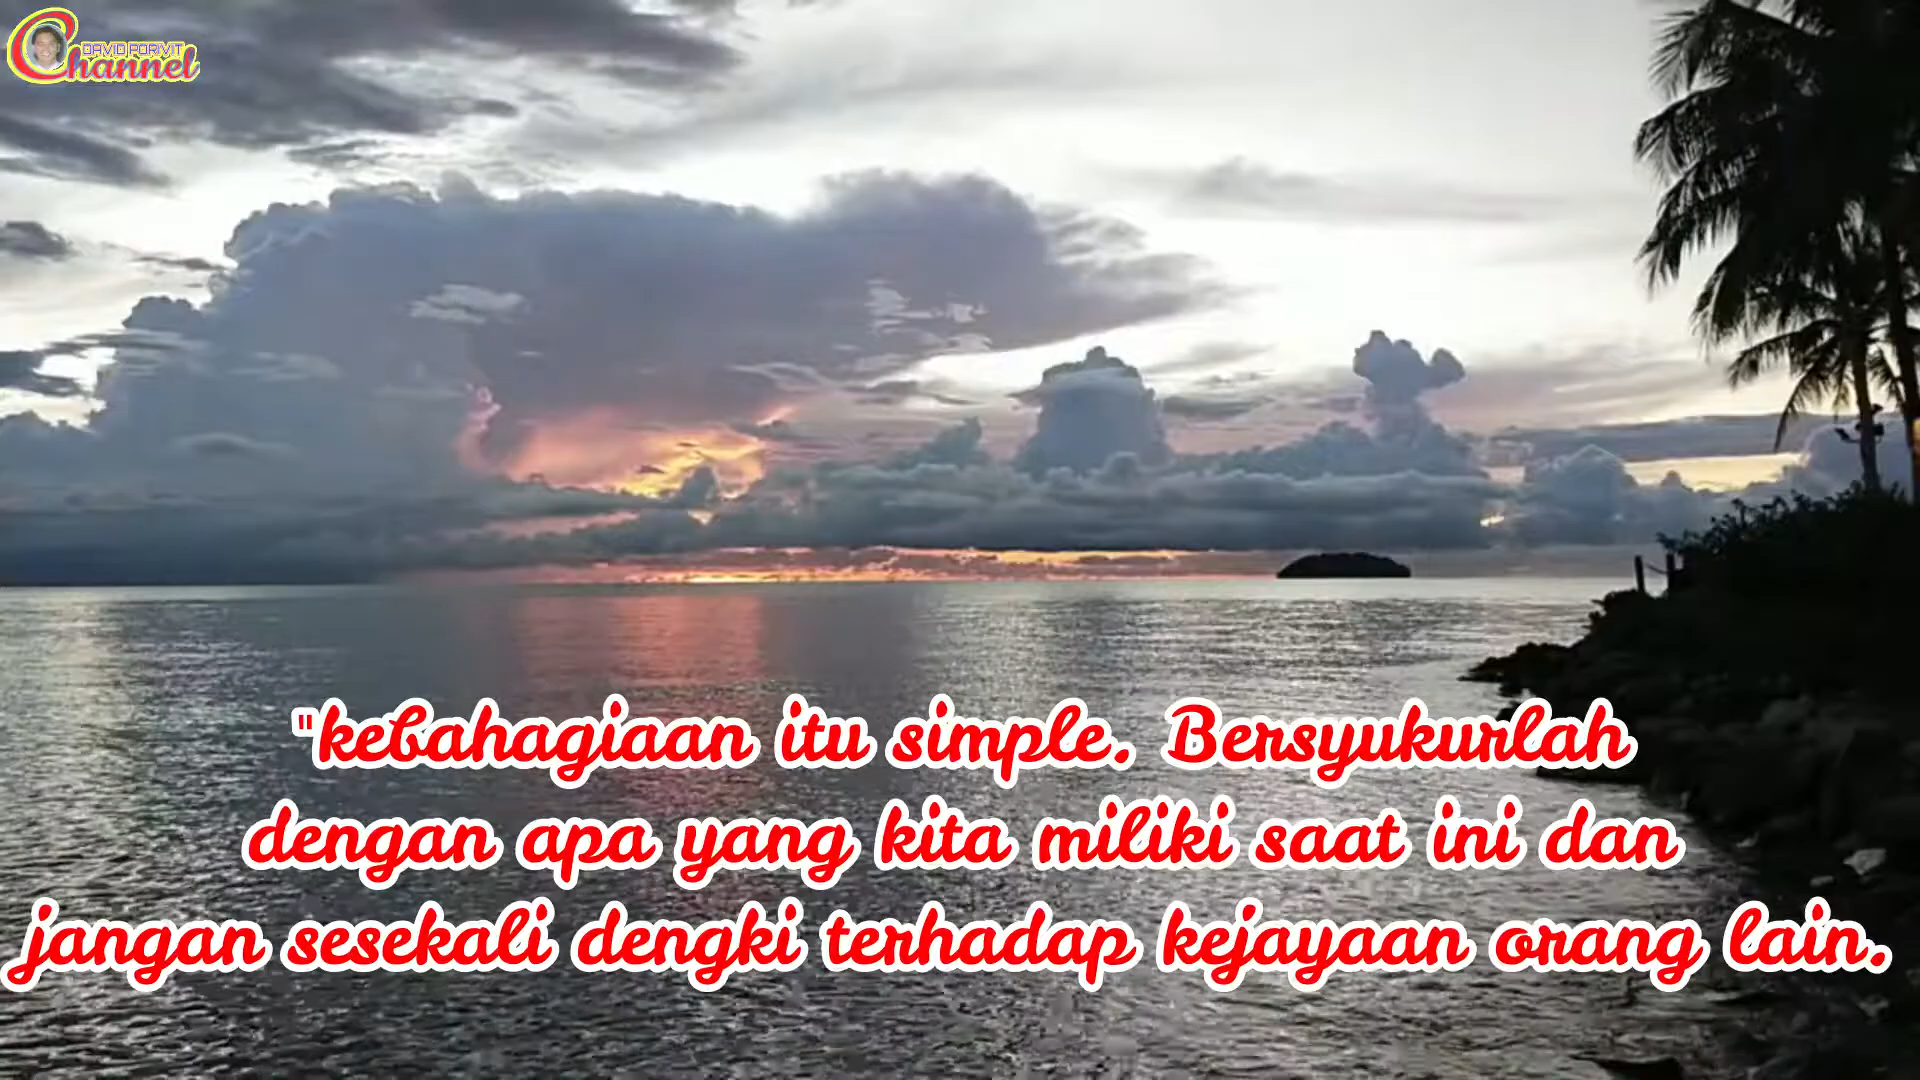 DAVID PORIVIT
Channel
"kebahagiaan itu simple. Bersyukurlah
dengan apa yang kita miliki saat ini dan
jangan sesekali dengki terhadap kejayaan orang lain.